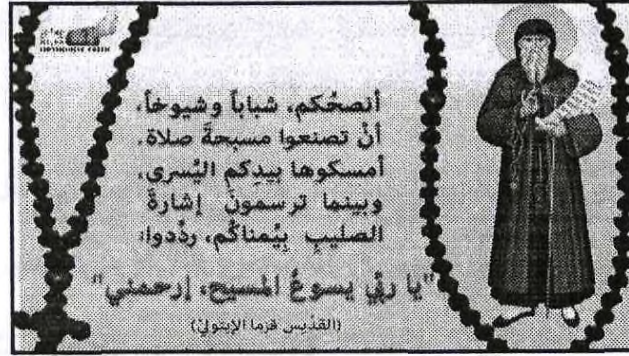 أنصحُكم، شباباً وشيوخاً،
أنْ تصنعوا مسبحةَ صلاة.
أمسكوها بيدِكم اليُسرى،
وبينما ترسمونَ إشارةَ
الصليبِ بِيُمناكُم، ردِّدوا:
"يا ربِّي يسوعُ المسيح، إرحمني"
(القدّيس قزما الإيتوليّ)